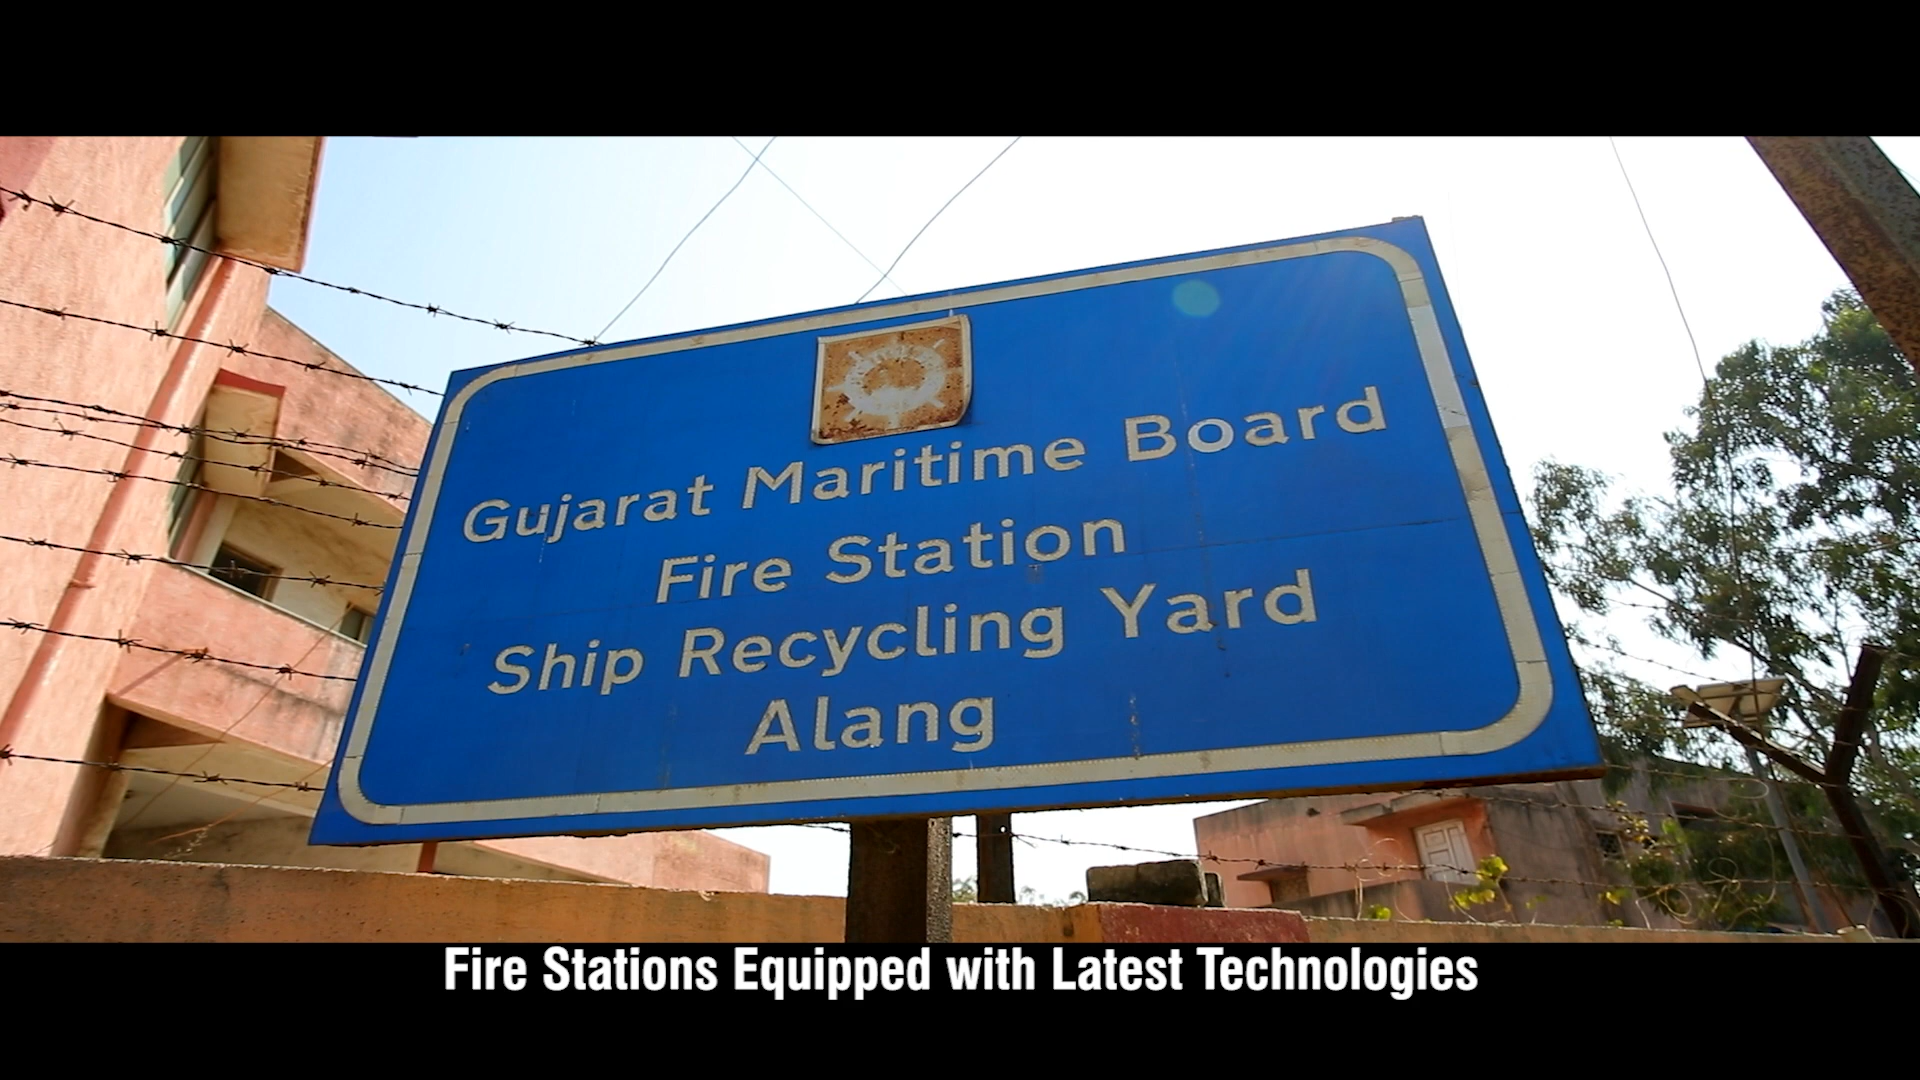 Gujarat Maritime Board
Fire Station
Ship Recycling Yard
Alang
Fire Stations Equipped with Latest Technologies